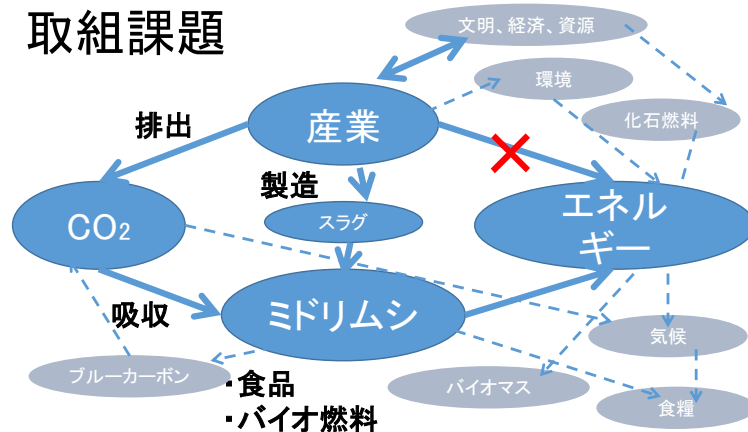 取組課題
文明、経済、資源
環境
化石燃料
産業
排出
製造
スラグ
CO₂
エネル
ギー
吸収
ミドリムシ
気候
ブルーカーボン
・食品
・バイオ燃料
バイオマス
食糧